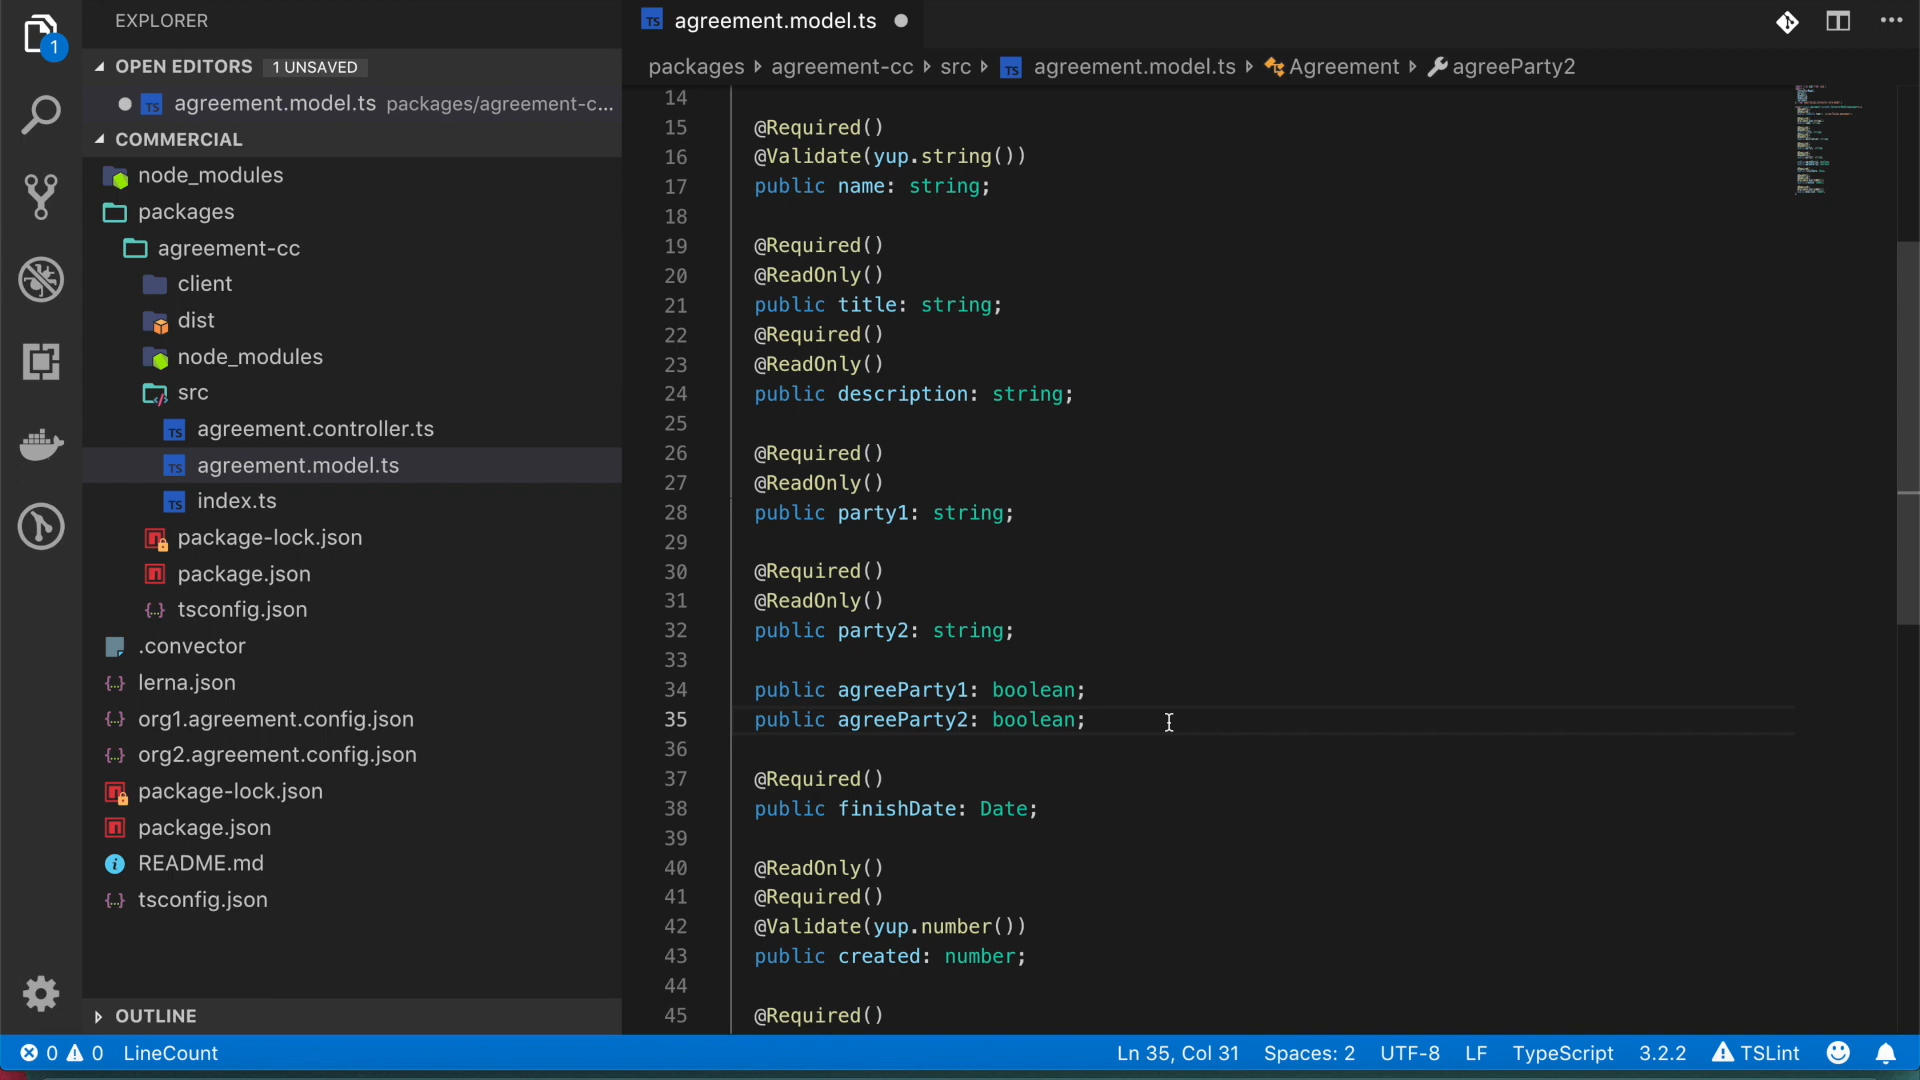 EXPLORER
OPEN EDITORS 1 UNSAVED
TS agreement.model.ts packages/agreement-c...
COMMERCIAL
node_modules
packages
agreement-cc
client
dist
node_modules
src
TS agreement.controller.ts
TS agreement.model.ts
TS index.ts
package-lock.json
package.json
{..} tsconfig.json
.convector
{..} lerna.json
{..} org1.agreement.config.json
{..} org2.agreement.config.json
package-lock.json
package.json
README.md
{..} tsconfig.json
OUTLINE
1
TS agreement.model.ts
packages agreement-cc src TS agreement.model.ts Agreement agreeParty2
14
15 @Required()
16 @Validate(yup.string())
17 public name: string;
18
19 @Required()
20 @ReadOnly()
21 public title: string;
22 @Required()
23 @ReadOnly()
24 public description: string;
25
26 @Required()
27 @ReadOnly()
28 public party1: string;
29
30 @Required()
31 @ReadOnly()
32 public party2: string;
33
34 public agreeParty1: boolean;
35 public agreeParty2: boolean;
36
37 @Required()
38 public finishDate: Date;
39
40 @ReadOnly()
41 @Required()
42 @Validate(yup.number())
43 public created: number;
44
45 @Required()
0 0 LineCount Ln 35, Col 31 Spaces: 2 UTF-8 LF TypeScript 3.2.2 TSLint